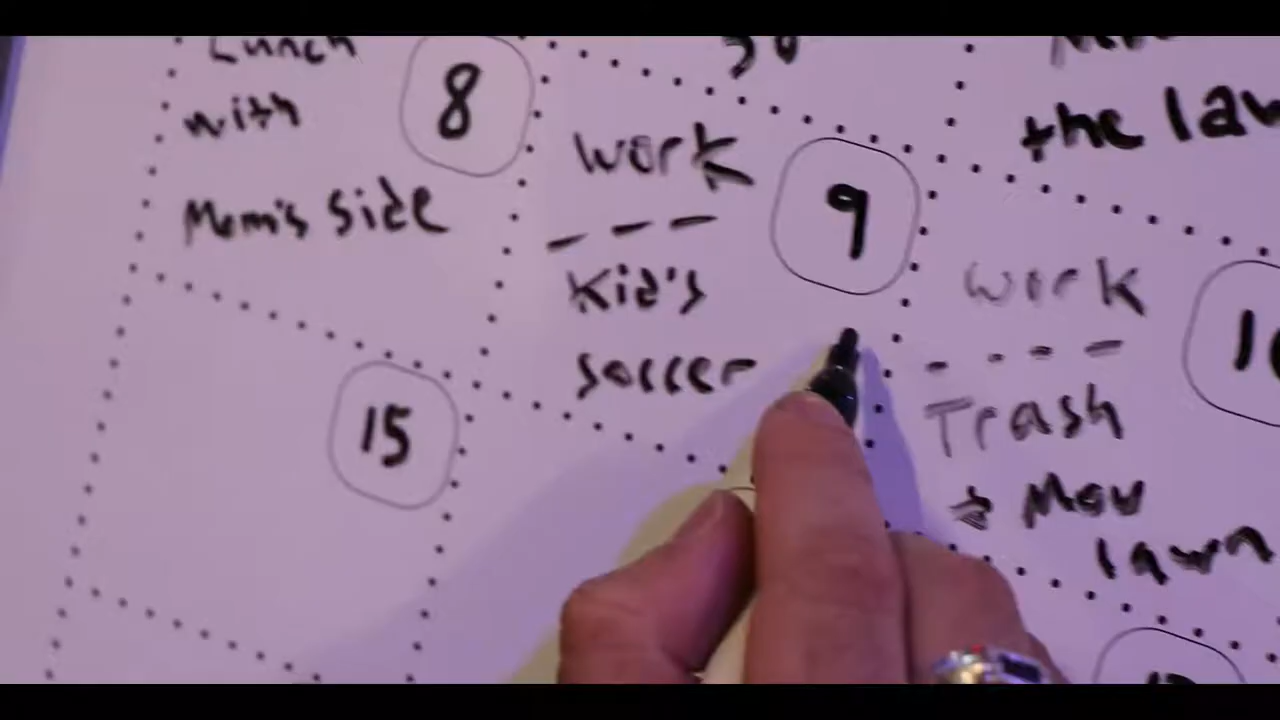 Lunch
with
Mom's side
8
work
Kid's
soccer
9
the law
work
Trash
+ Mow
lawn
15